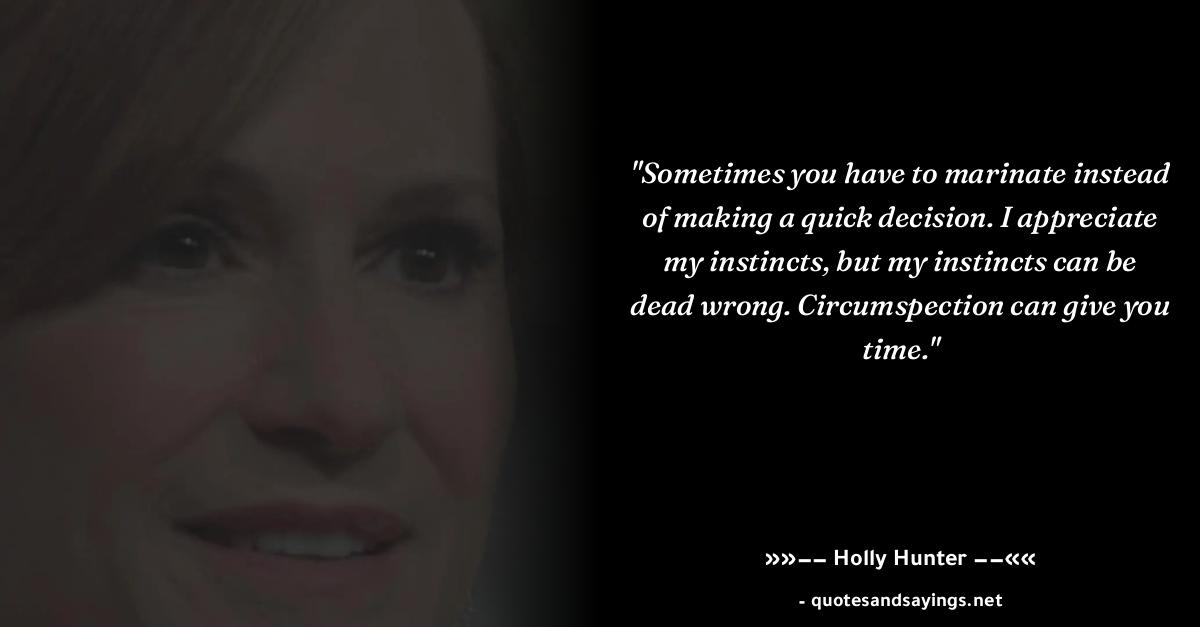 "Sometimes you have to marinate instead
of making a quick decision. I appreciate
my instincts, but my instincts can be
dead wrong. Circumspection can give you
time."
»»−− Holly Hunter −−««
- quotesandsayings.net